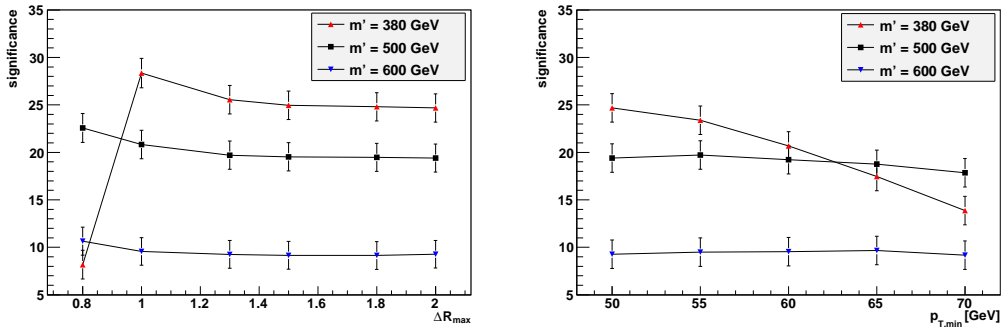 significance
35
30
25
20
15
10
5
m' = 380 GeV
m' = 500 GeV
m' = 600 GeV
0.8 1 1.2 1.4 1.6 1.8 2
ΔR_max
significance
35
30
25
20
15
10
5
m' = 380 GeV
m' = 500 GeV
m' = 600 GeV
50 55 60 65 70
p_T,min [GeV]